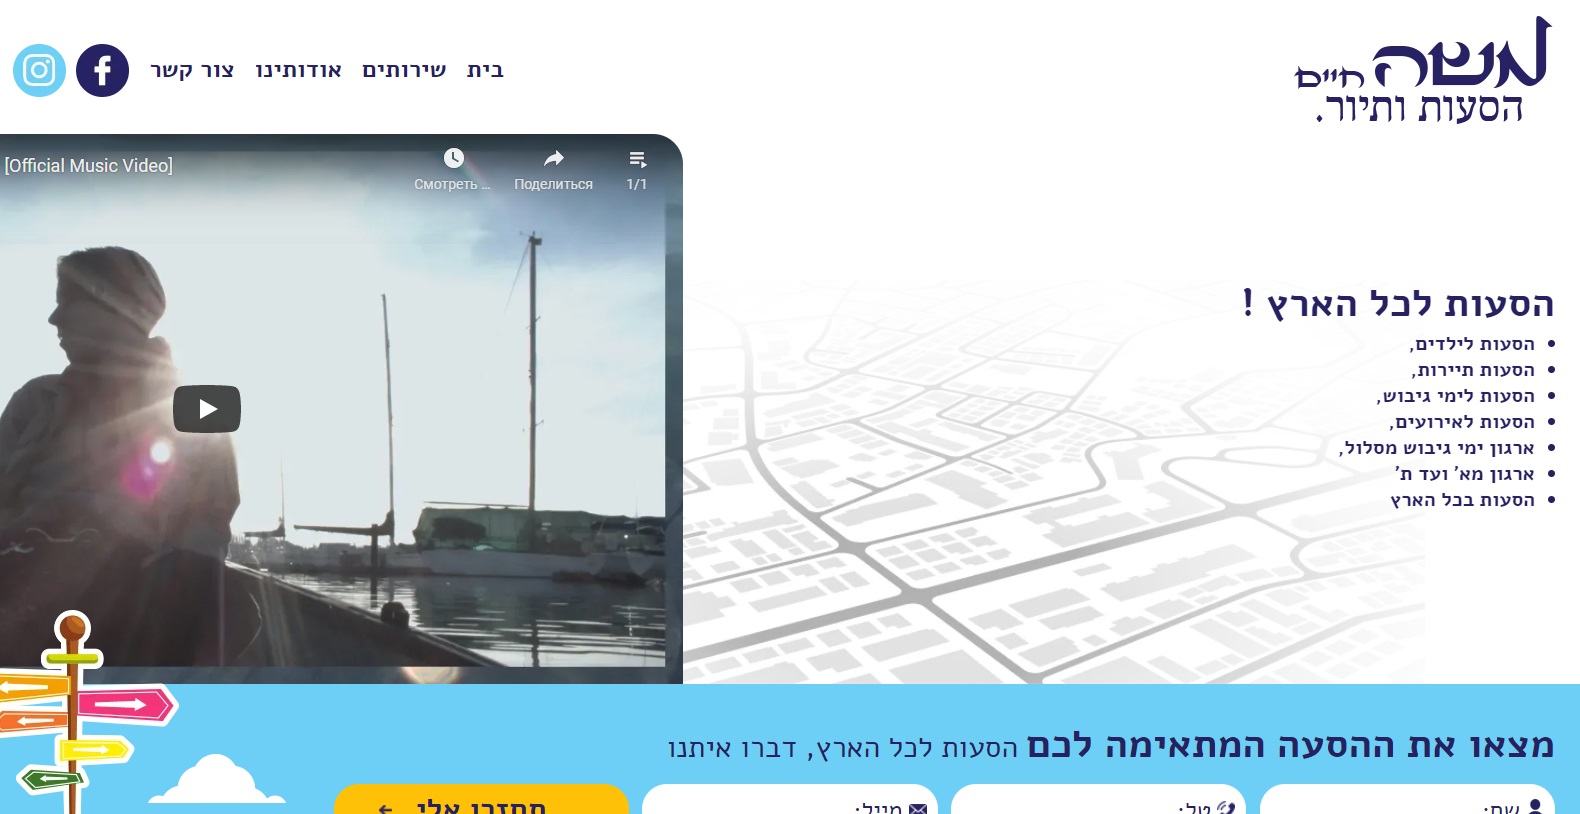 משה חיים
הסעות ותיור.
בית
שירותים
אודותינו
צור קשר
[Official Music Video]
Смотреть ...
Поделиться
1/1
הסעות לכל הארץ !
הסעות לילדים,
הסעות תיירות,
הסעות לימי גיבוש,
הסעות לאירועים,
ארגון ימי גיבוש מסלול,
ארגון מא' ועד ת'
הסעות בכל הארץ
מצאו את ההסעה המתאימה לכם הסעות לכל הארץ, דברו איתנו
שם:
טל:
מייל:
תחזרו אלי